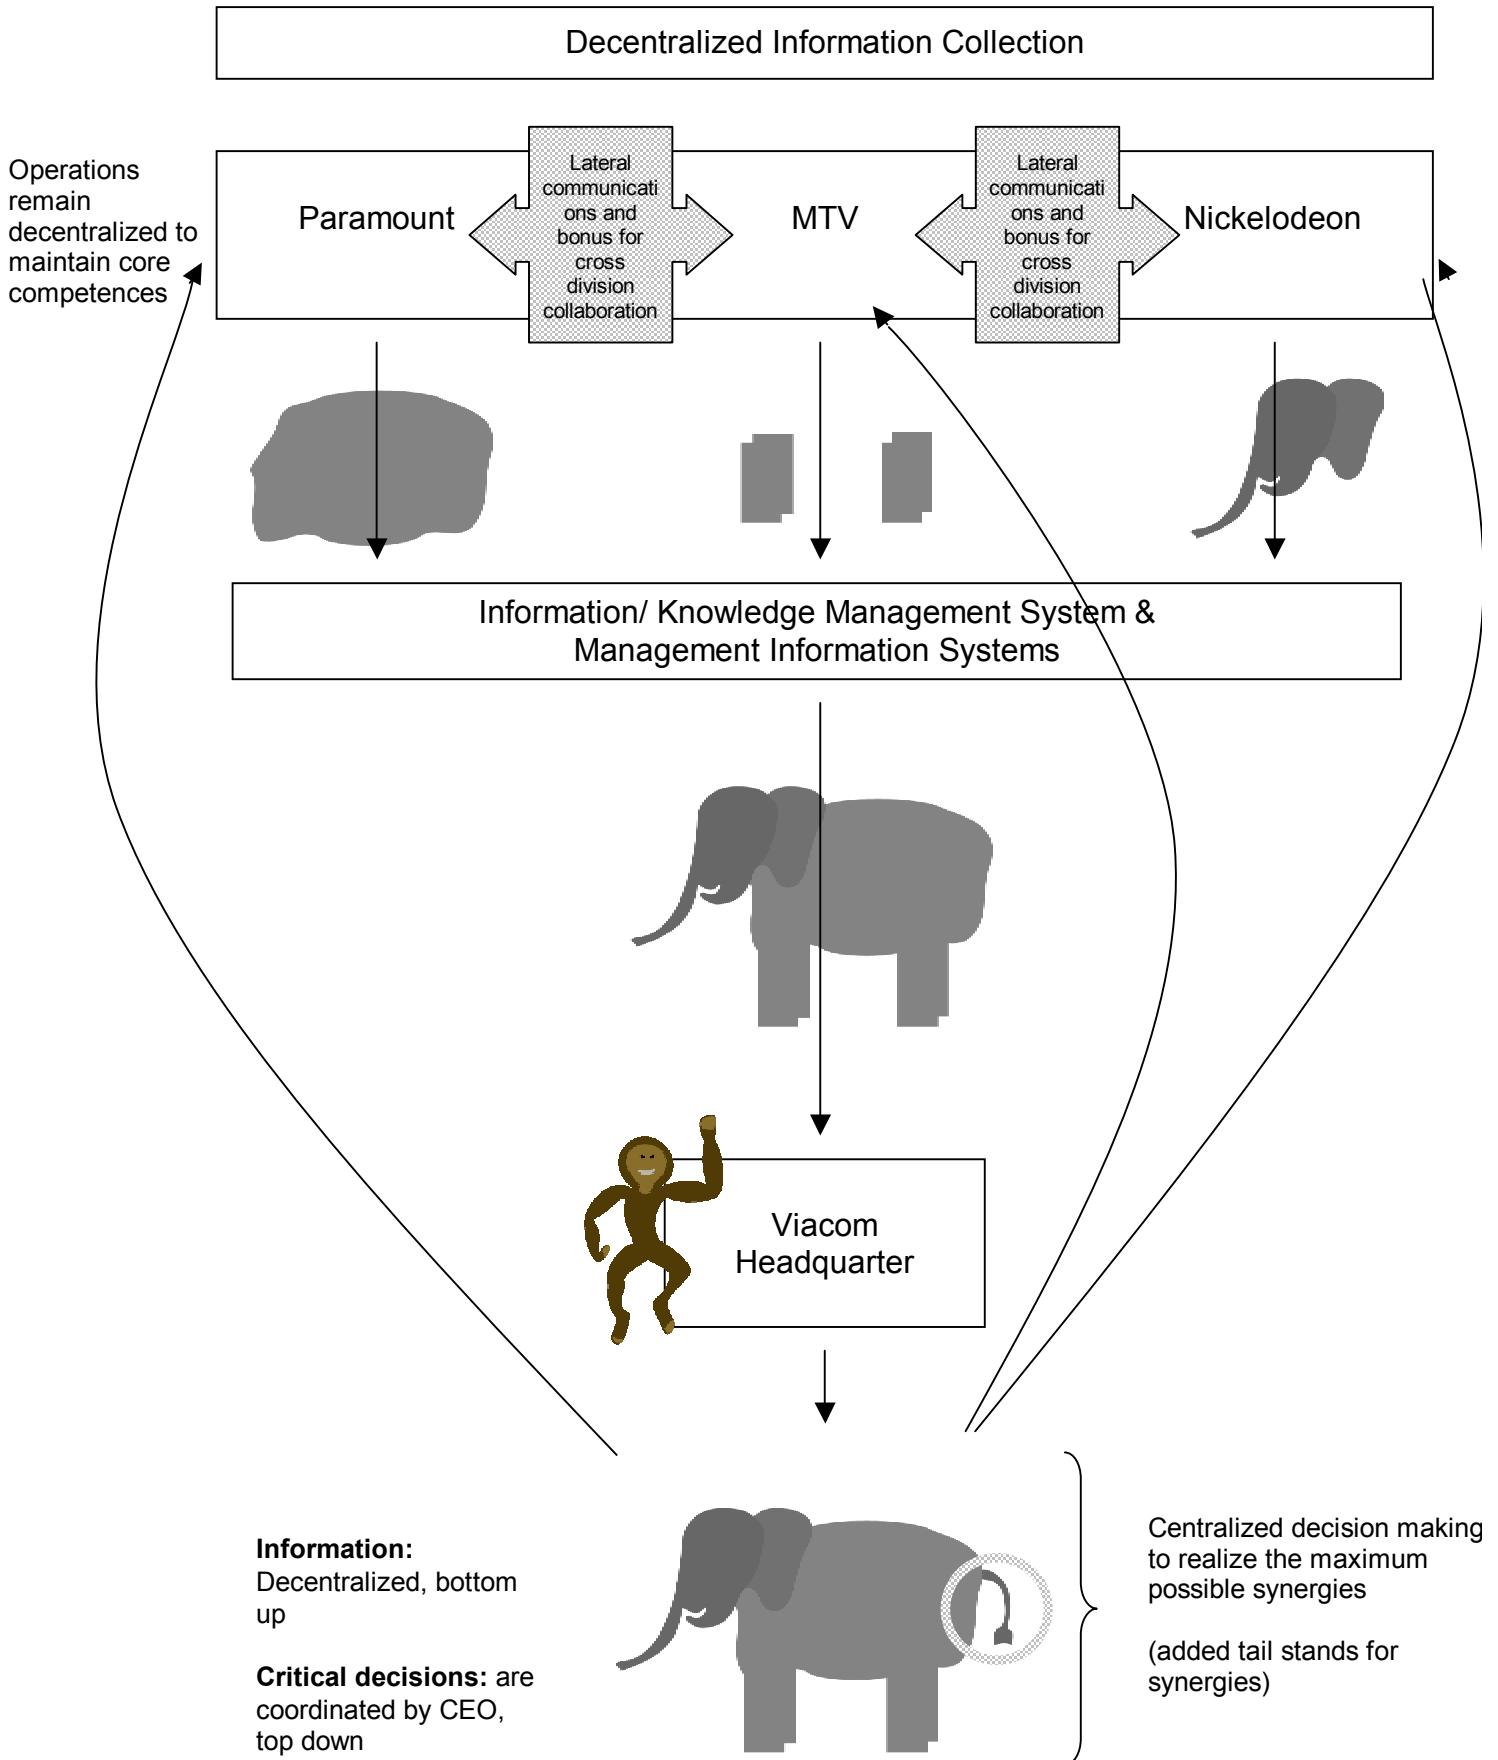 Decentralized Information Collection
Operations
remain
decentralized to
maintain core
competences
Paramount
Lateral
communicati
ons and
bonus for
cross
division
collaboration
MTV
Lateral
communicati
ons and
bonus for
cross
division
collaboration
Nickelodeon
Information/ Knowledge Management System &
Management Information Systems
Viacom
Headquarter
Information:
Decentralized, bottom
up
Critical decisions: are
coordinated by CEO,
top down
Centralized decision making
to realize the maximum
possible synergies
(added tail stands for
synergies)